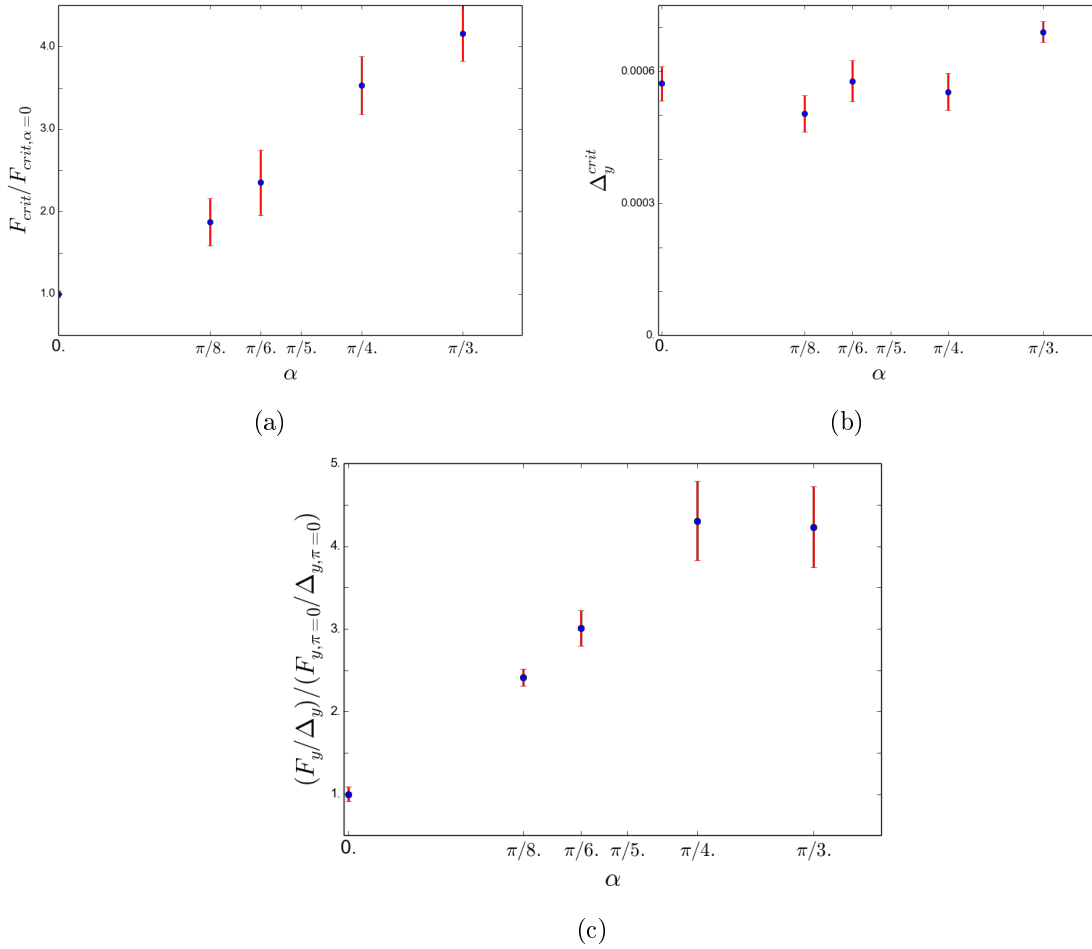 4.0
3.0
2.0
1.0
F_{crit}/F_{crit,α=0}
0. π/8. π/6. π/5. π/4. π/3.
α
(a)
0.0006
0.0003
0.
Δ_y^{crit}
0. π/8. π/6. π/5. π/4. π/3.
α
(b)
5.
4.
3.
2.
1.
(F_y/Δ_y)/(F_{y,π=0}/Δ_{y,π=0})
0. π/8. π/6. π/5. π/4. π/3.
α
(c)